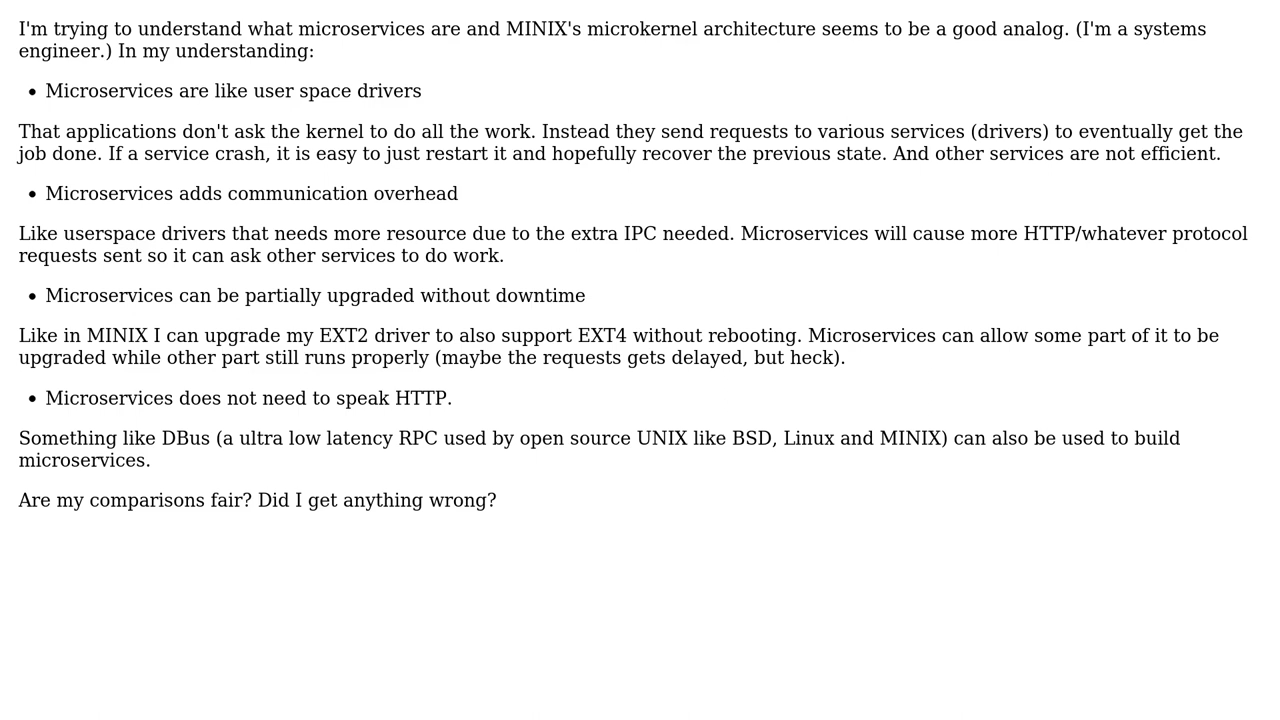 I'm trying to understand what microservices are and MINIX's microkernel architecture seems to be a good analog. (I'm a systems
engineer.) In my understanding:
• Microservices are like user space drivers
That applications don't ask the kernel to do all the work. Instead they send requests to various services (drivers) to eventually get the
job done. If a service crash, it is easy to just restart it and hopefully recover the previous state. And other services are not efficient.
• Microservices adds communication overhead
Like userspace drivers that needs more resource due to the extra IPC needed. Microservices will cause more HTTP/whatever protocol
requests sent so it can ask other services to do work.
• Microservices can be partially upgraded without downtime
Like in MINIX I can upgrade my EXT2 driver to also support EXT4 without rebooting. Microservices can allow some part of it to be
upgraded while other part still runs properly (maybe the requests gets delayed, but heck).
• Microservices does not need to speak HTTP.
Something like DBus (a ultra low latency RPC used by open source UNIX like BSD, Linux and MINIX) can also be used to build
microservices.
Are my comparisons fair? Did I get anything wrong?